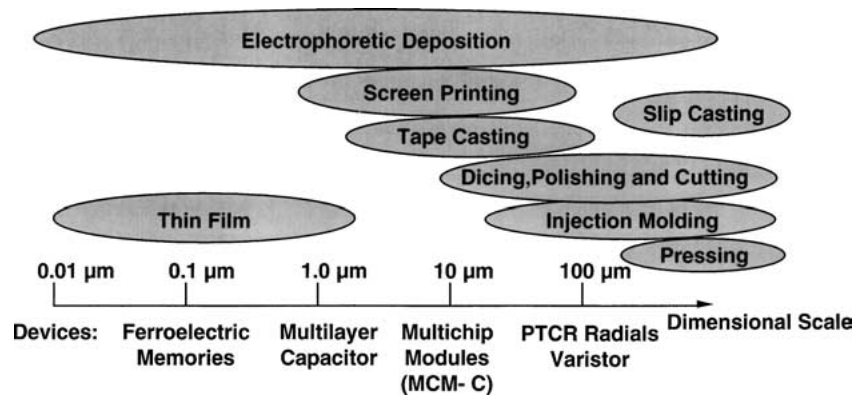 Electrophoretic Deposition
Screen Printing
Slip Casting
Tape Casting
Dicing,Polishing and Cutting
Thin Film
Injection Molding
Pressing
0.01 µm 0.1 µm 1.0 µm 10 µm 100 µm
Dimensional Scale
Devices: Ferroelectric Multilayer Multichip PTCR Radials
Memories Capacitor Modules Varistor
(MCM- C)